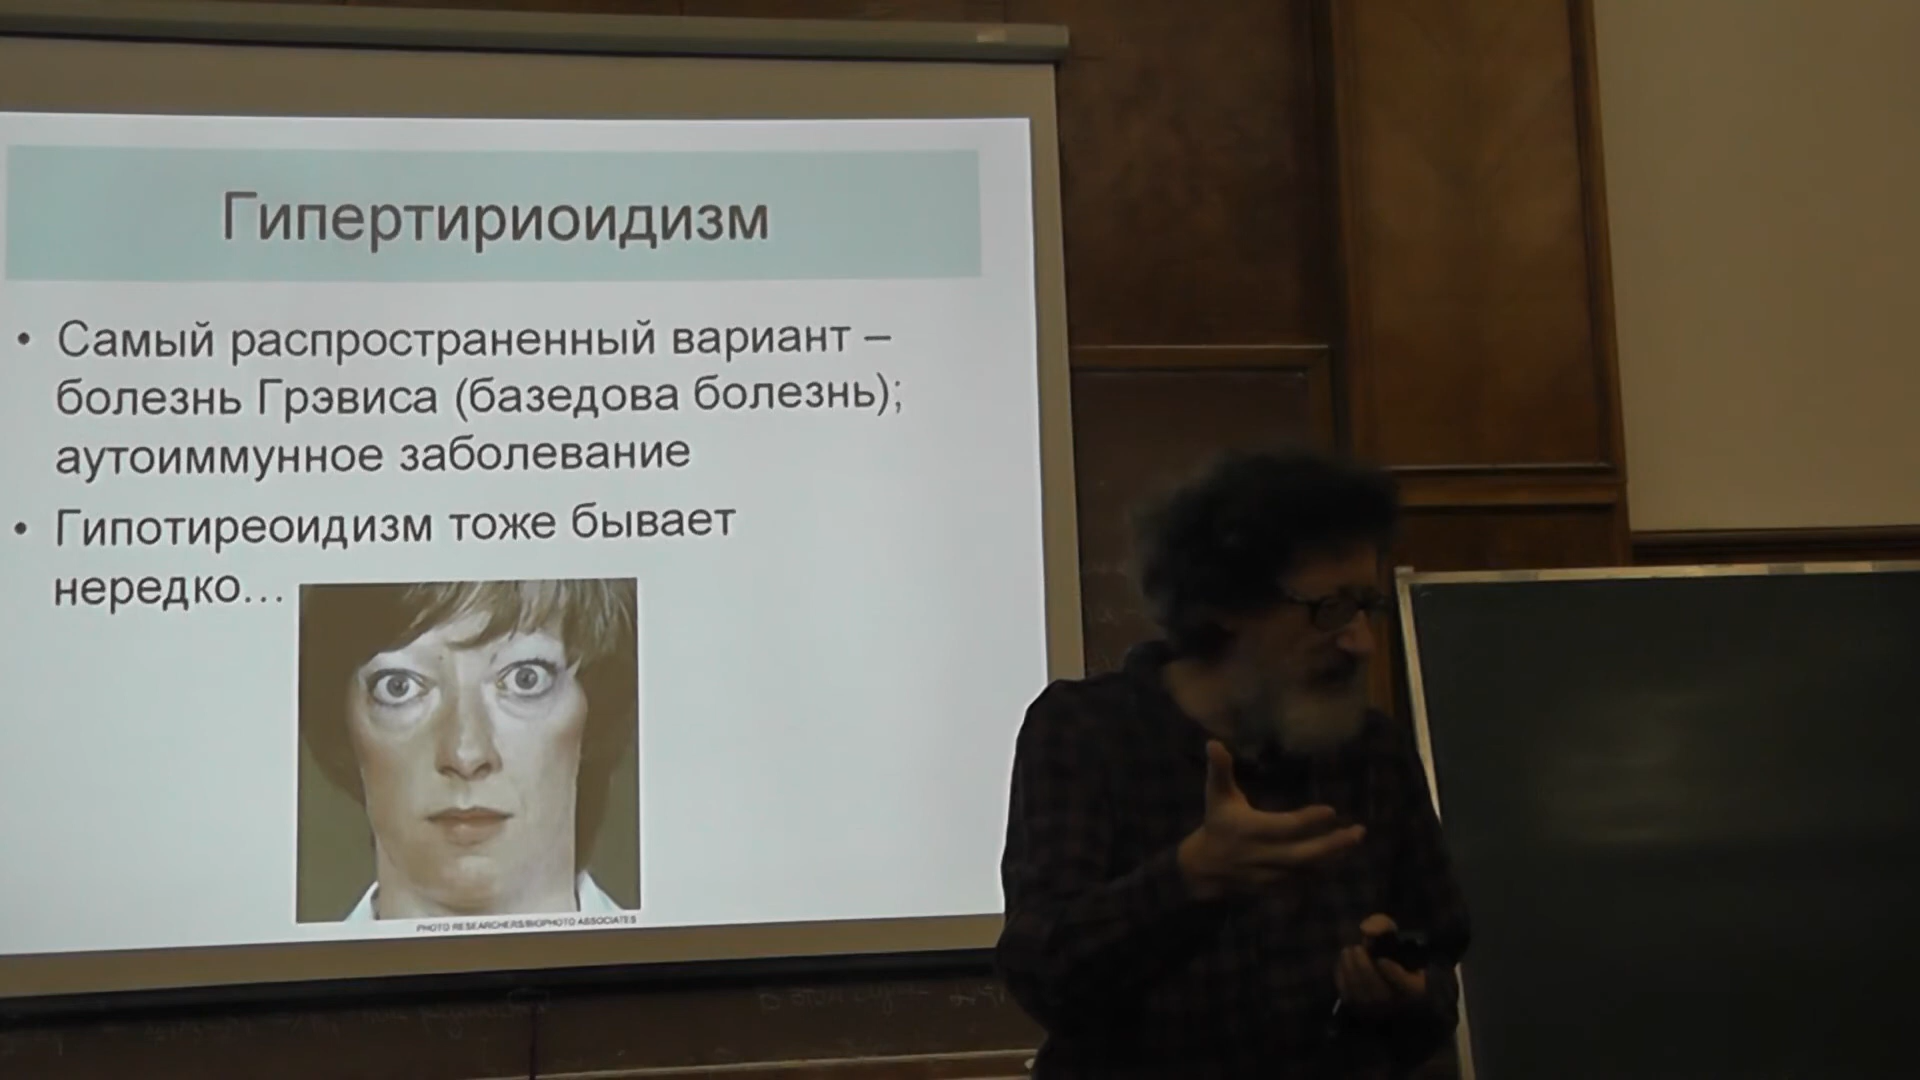 Гипертириоидизм
• Самый распространенный вариант –
болезнь Грэвиса (базедова болезнь);
аутоиммунное заболевание
• Гипотиреоидизм тоже бывает
нередко…
PHOTO RESEARCHERS/BIOPHOTO ASSOCIATES